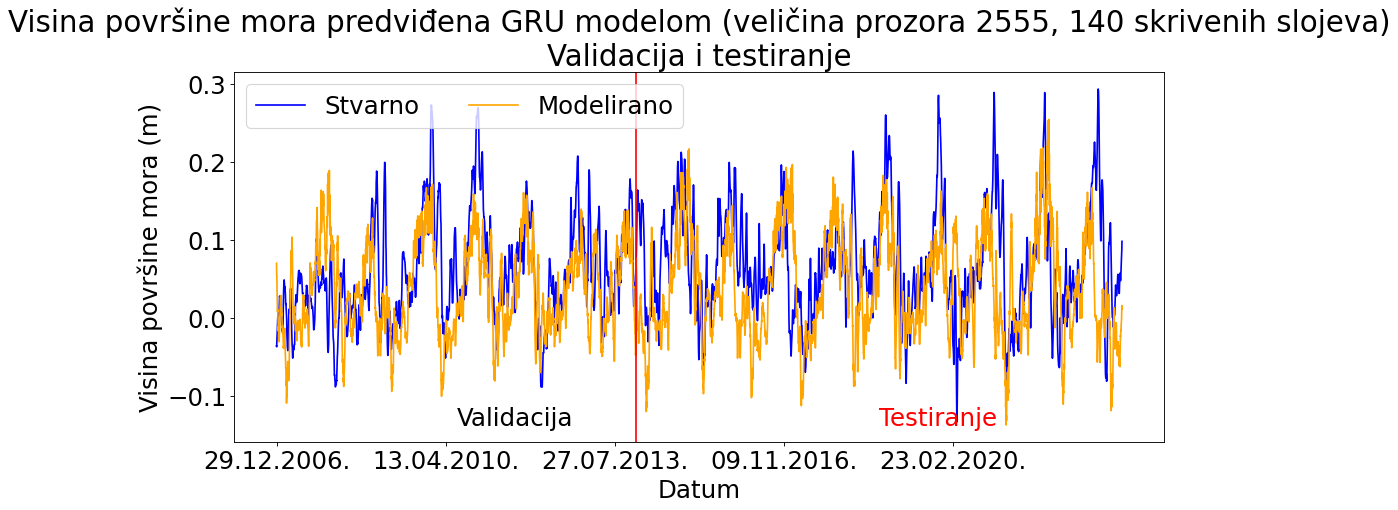 Visina površine mora predviđena GRU modelom (veličina prozora 2555, 140 skrivenih slojeva)
Validacija i testiranje
Stvarno
Modelirano
Visina površine mora (m)
0.3
0.2
0.1
0.0
−0.1
Validacija
Testiranje
29.12.2006.
13.04.2010.
27.07.2013.
09.11.2016.
23.02.2020.
Datum